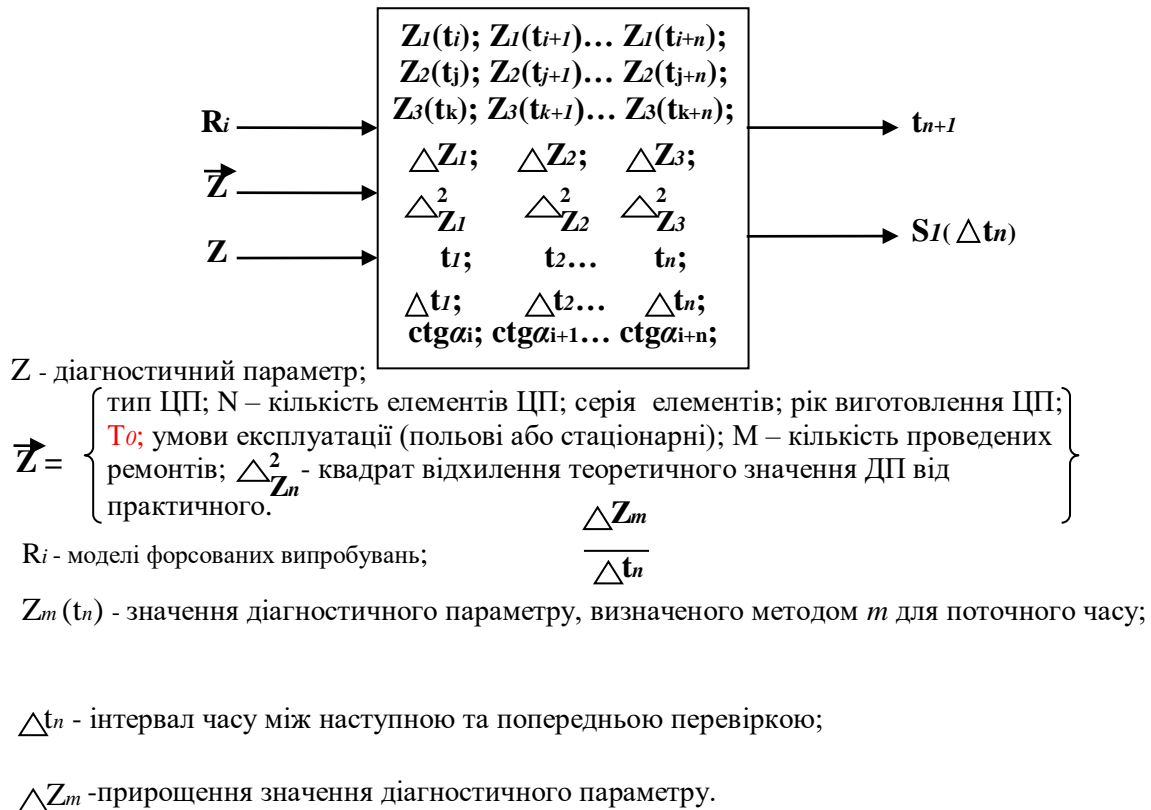 Z1(ti); Z1(ti+1)… Z1(ti+n);
Z2(tj); Z2(tj+1)… Z2(tj+n);
Z3(tk); Z3(tk+1)… Z3(tk+n);
Ri
tn+1
△Z1; △Z2; △Z3;
Z
△²Z1 △²Z2 △²Z3
S1(△tn)
Z
t1; t2… tn;
△t1; △t2… △tn;
ctgαi; ctgαi+1… ctgαi+n;
Z - діагностичний параметр;
тип ЦП; N – кількість елементів ЦП; серія елементів; рік виготовлення ЦП;
Z = T0; умови експлуатації (польові або стаціонарні); М – кількість проведених
ремонтів; △²Zn - квадрат відхилення теоретичного значення ДП від
практичного.
△Zm
Ri - моделі форсованих випробувань;
△tn
Zm (tn) - значення діагностичного параметру, визначеного методом m для поточного часу;
△tn - інтервал часу між наступною та попередньою перевіркою;
△Zm -прирощення значення діагностичного параметру.